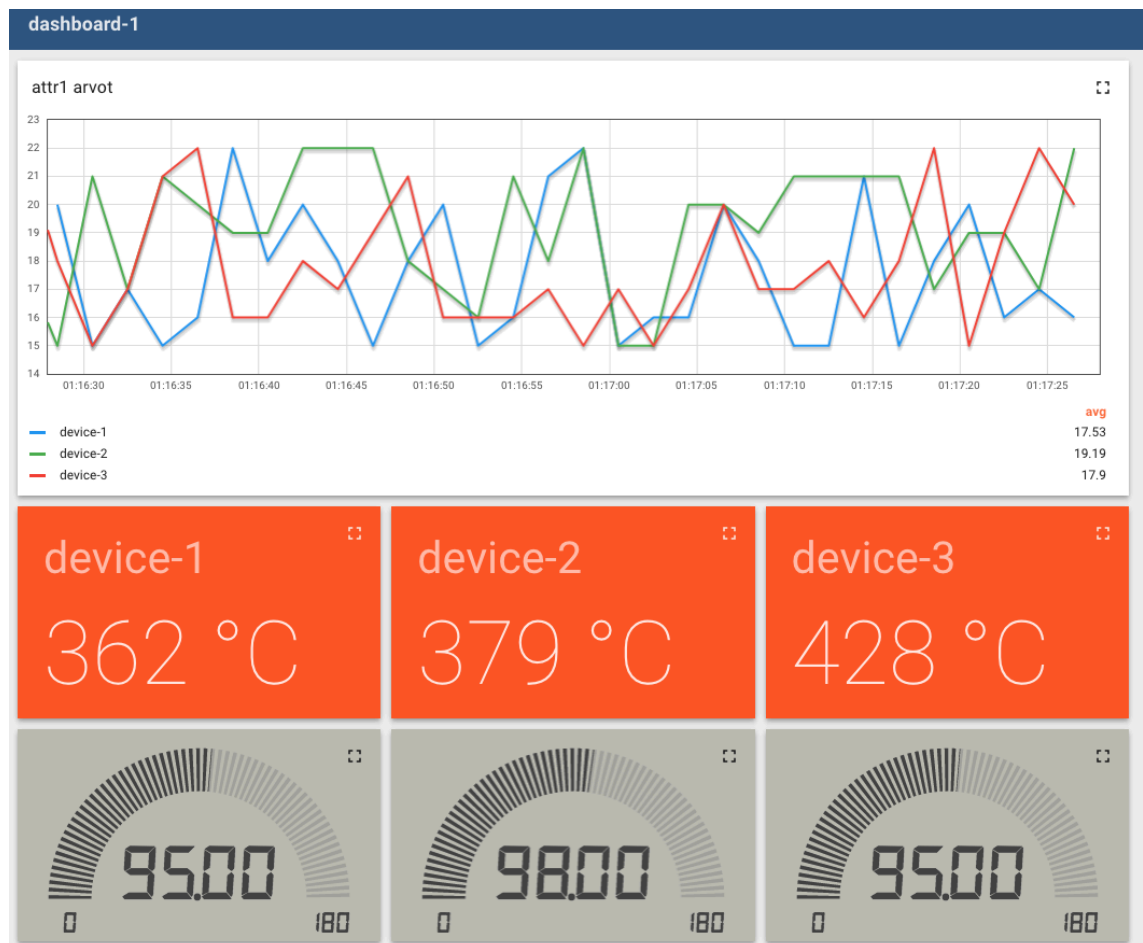 dashboard-1
attr1 arvot
23
22
21
20
19
18
17
16
15
14
01:16:30 01:16:35 01:16:40 01:16:45 01:16:50 01:16:55 01:17:00 01:17:05 01:17:10 01:17:15 01:17:20 01:17:25
avg
device-1 17.53
device-2 19.19
device-3 17.9
device-1 device-2 device-3
362 °C 379 °C 428 °C
95.00 98.00 95.00
0 180 0 180 0 180